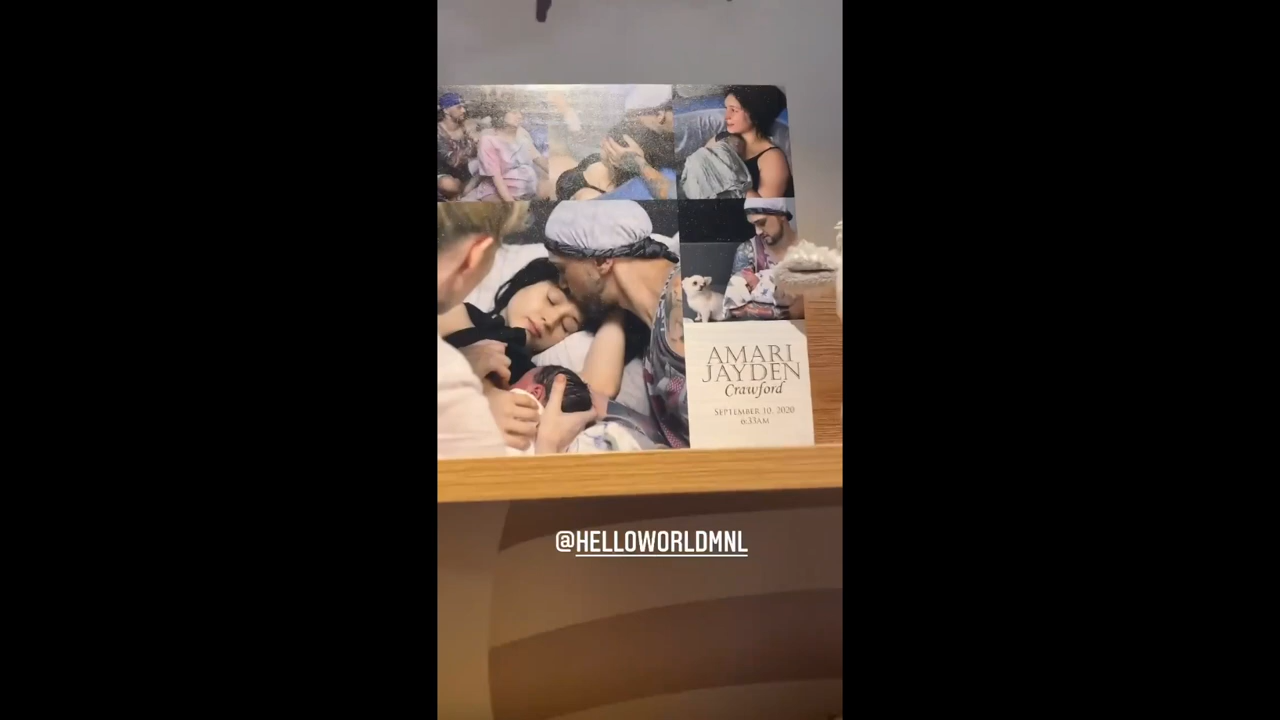 AMARI
JAYDEN
Crawford
SEPTEMBER 10, 2020
6:33AM
@HELLOWORLDMNL